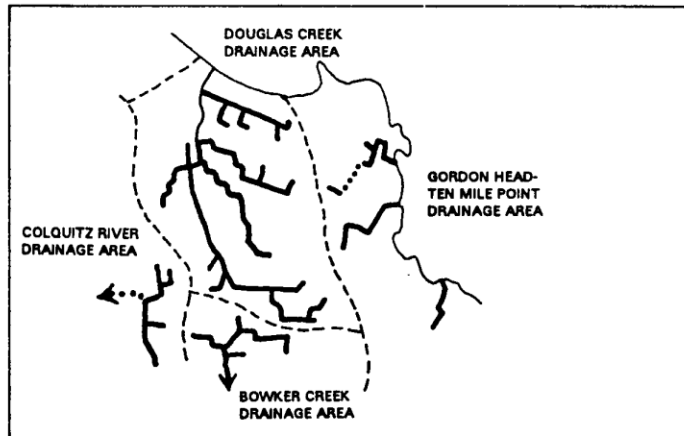 DOUGLAS CREEK
DRAINAGE AREA
GORDON HEAD-
TEN MILE POINT
DRAINAGE AREA
COLQUITZ RIVER
DRAINAGE AREA
BOWKER CREEK
DRAINAGE AREA